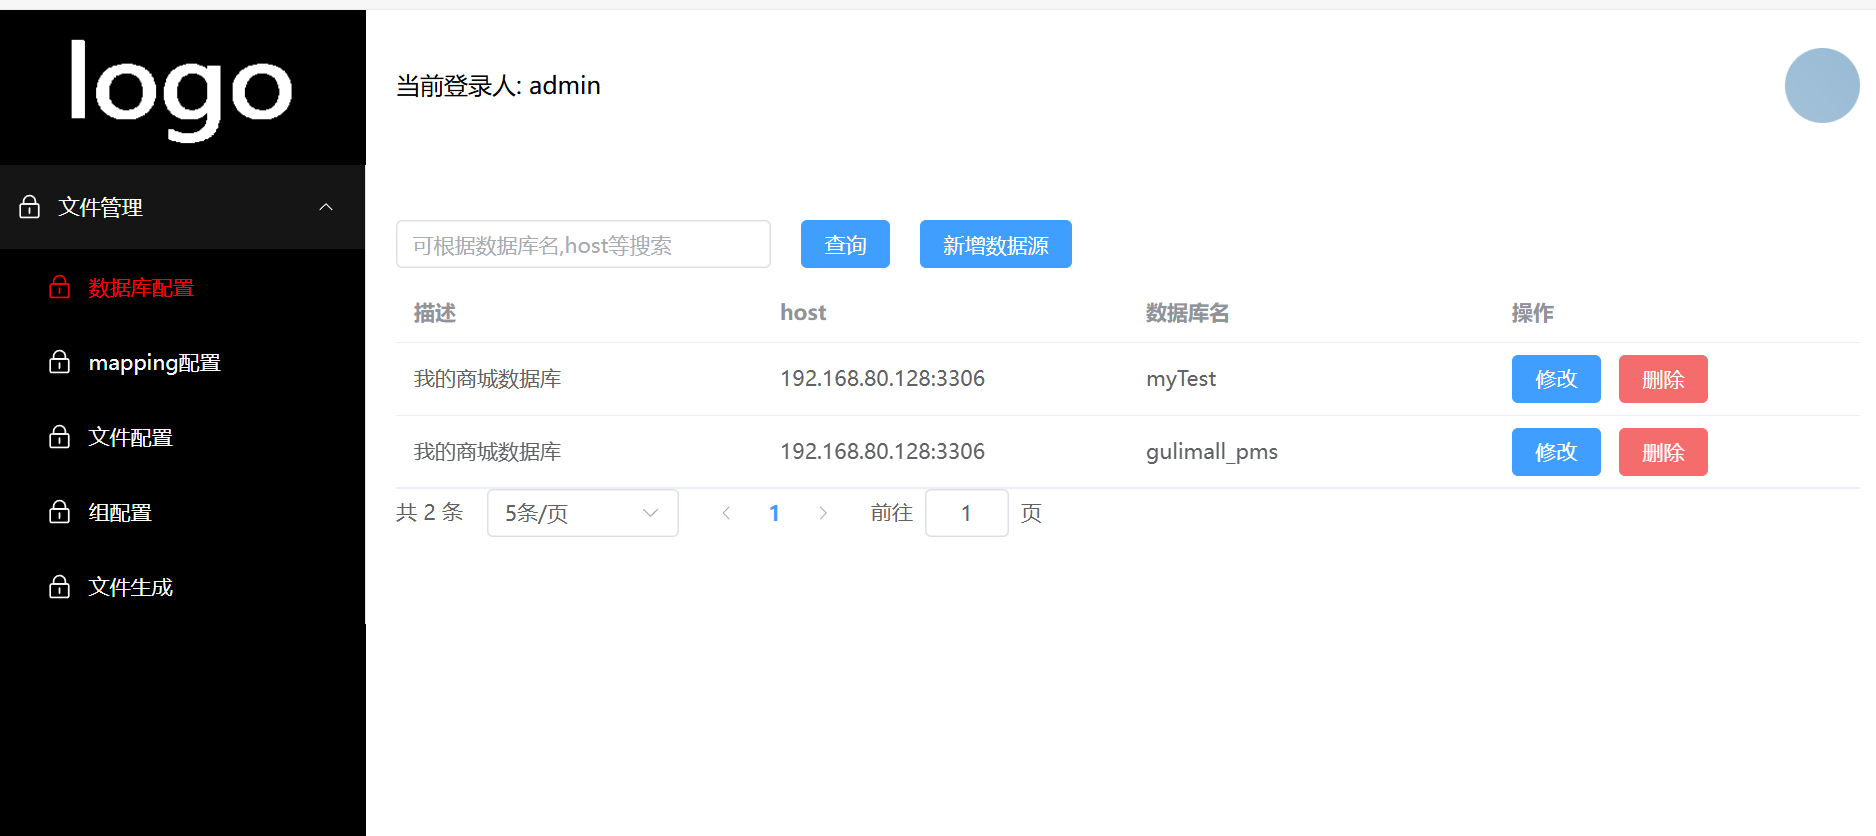 logo
当前登录人: admin
文件管理
数据库配置
mapping配置
文件配置
组配置
文件生成
可根据数据库名,host等搜索 查询 新增数据源
描述 host 数据库名 操作
我的商城数据库 192.168.80.128:3306 myTest 修改 删除
我的商城数据库 192.168.80.128:3306 gulimall_pms 修改 删除
共 2 条 5条/页 1 前往 1 页